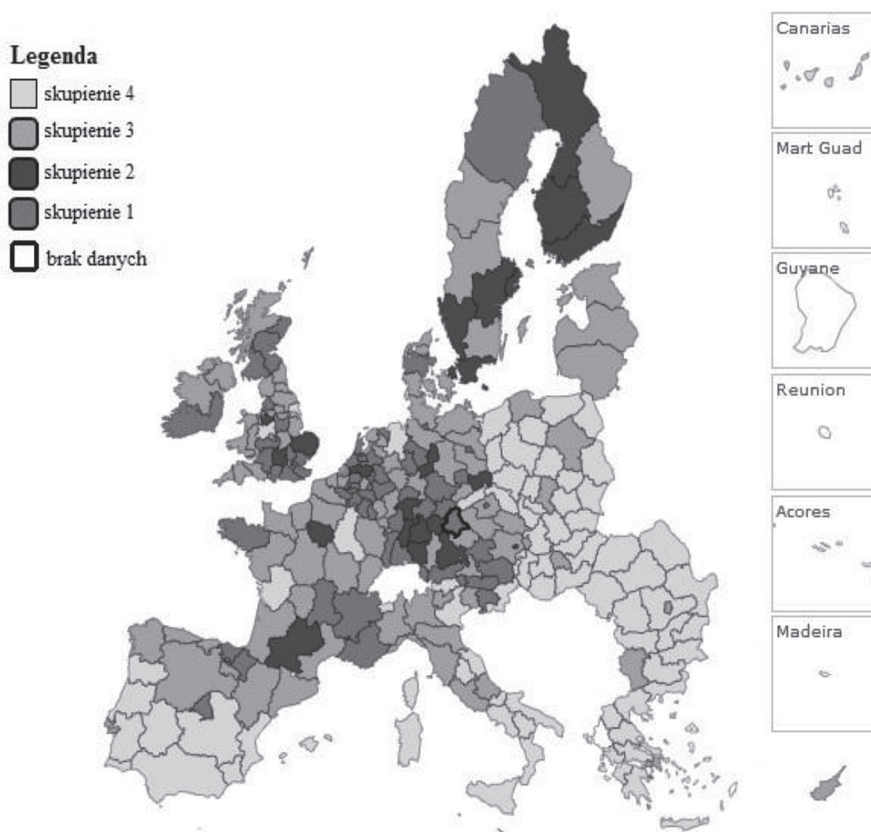 Legenda
skupienie 4
skupienie 3
skupienie 2
skupienie 1
brak danych
Canarias
Mart Guad
Guyane
Reunion
Acores
Madeira